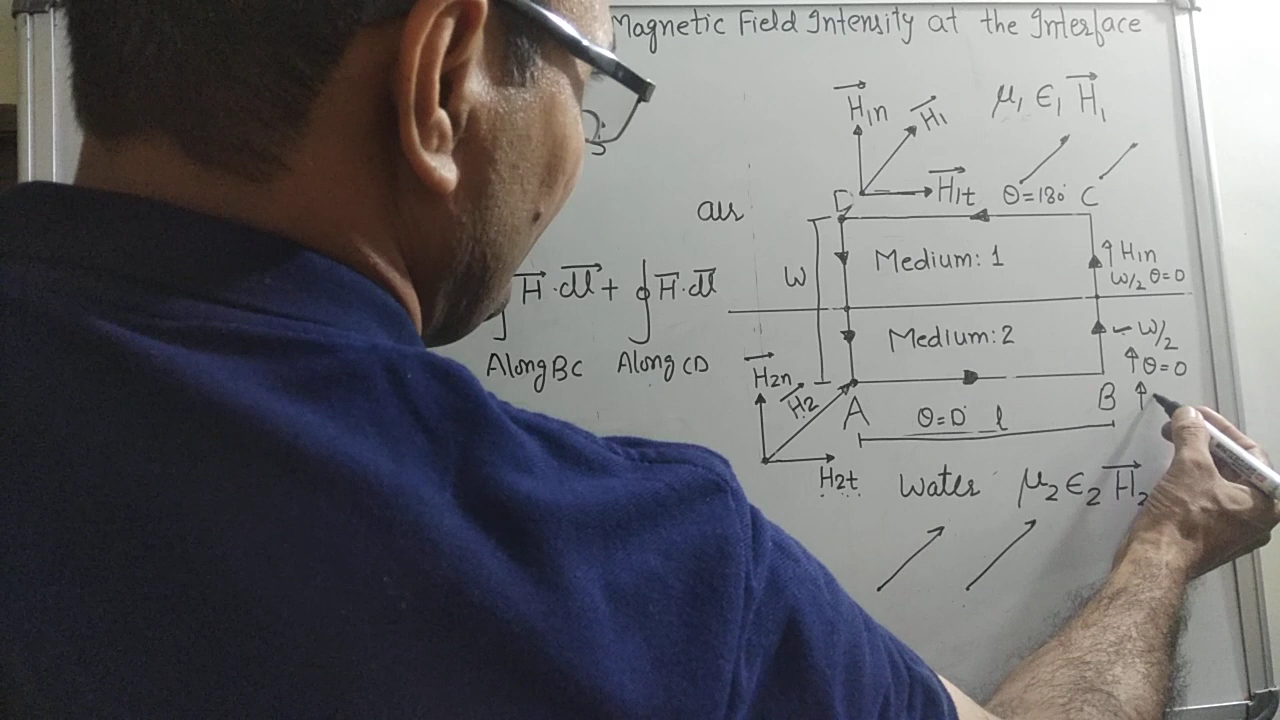 Magnetic Field Intensity at the Interface
H₁n H₁ μ₁ ε₁ H₁
H₁t θ=180° C
air
D
Medium: 1
↑ H₁n
W/2 θ=0
W
H · dl + ∮ H · dl
Along BC Along CD
Medium: 2
W/2
↑ θ=0
H₂n H₂
A
B ↑
θ=0° l
H₂t
water μ₂ ε₂ H₂